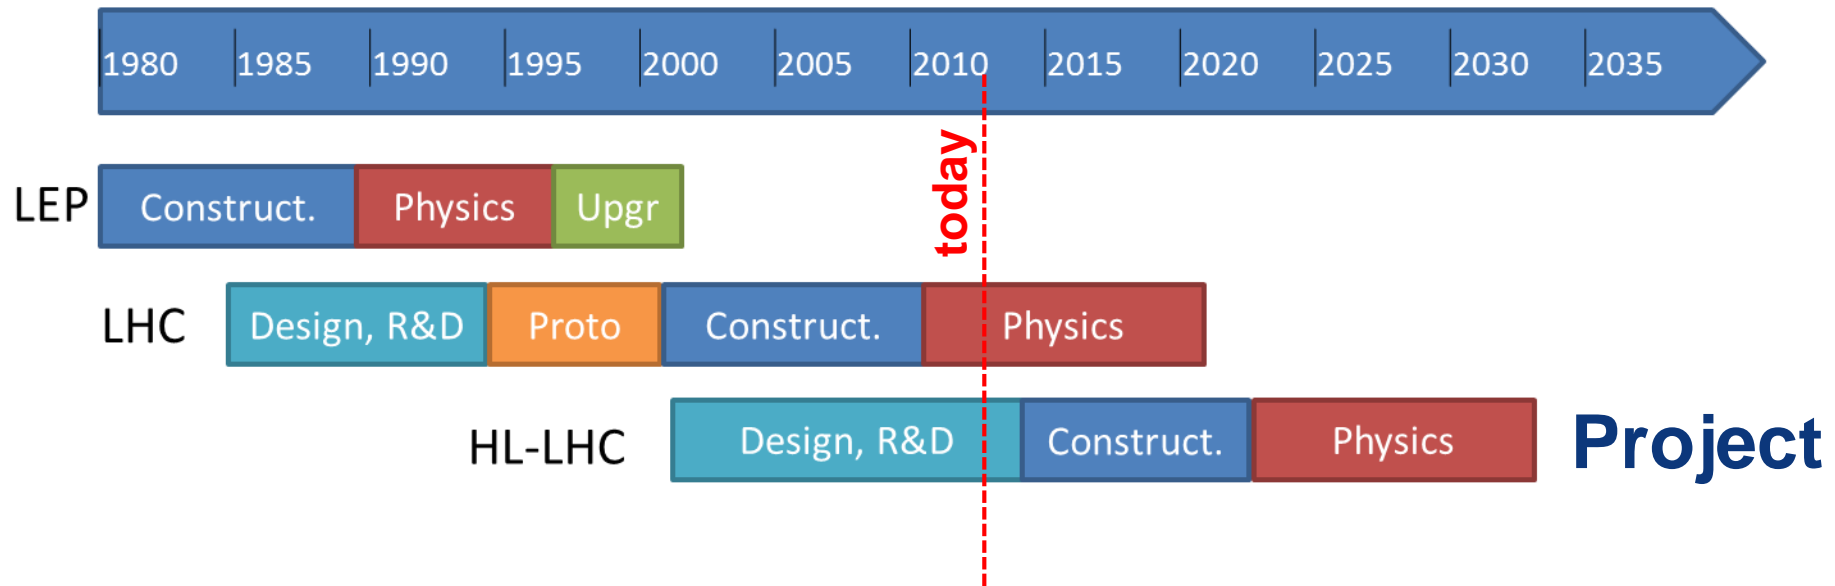 1980 1985 1990 1995 2000 2005 2010 2015 2020 2025 2030 2035
today
LEP Construct. Physics Upgr
LHC Design, R&D Proto Construct. Physics
HL-LHC Design, R&D Construct. Physics Project